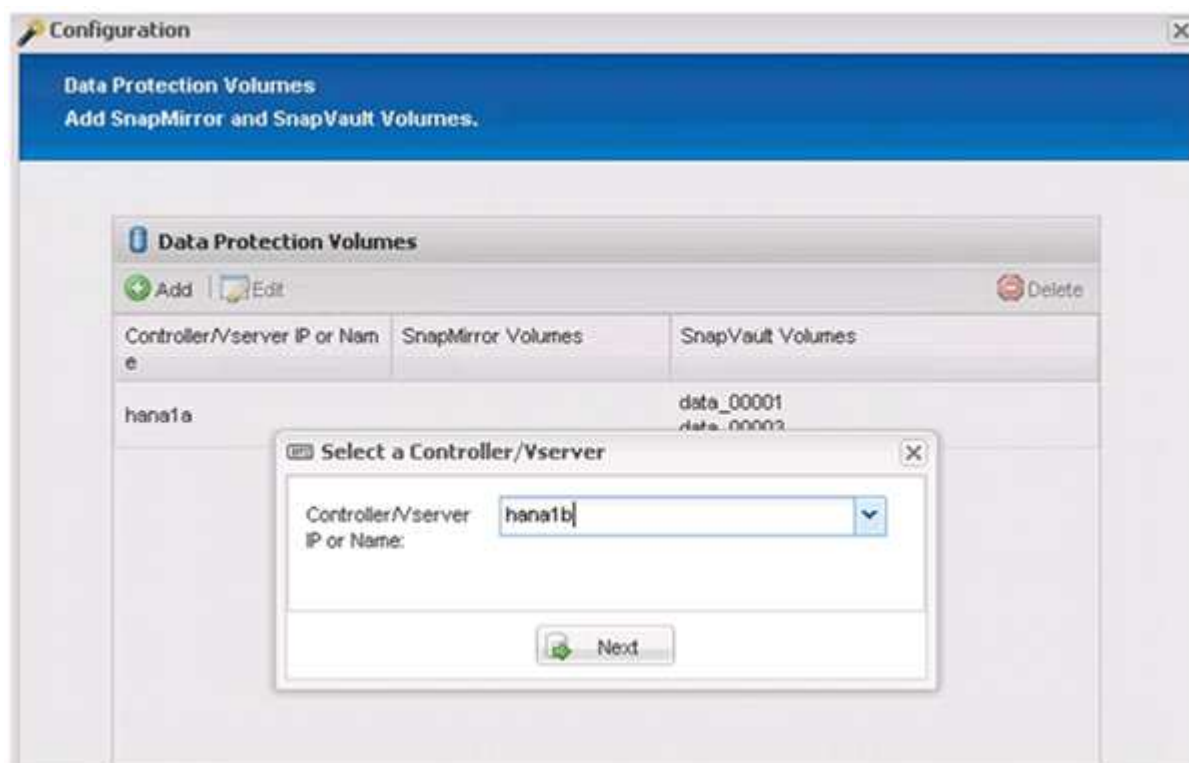 Configuration
Data Protection Volumes
Add SnapMirror and SnapVault Volumes.
Data Protection Volumes
Add
Edit
Delete
Controller/Vserver IP or Nam
e
SnapMirror Volumes
SnapVault Volumes
hana1a
data_00001
data_00003
Select a Controller/Vserver
Controller/Vserver
IP or Name:
hana1b
Next